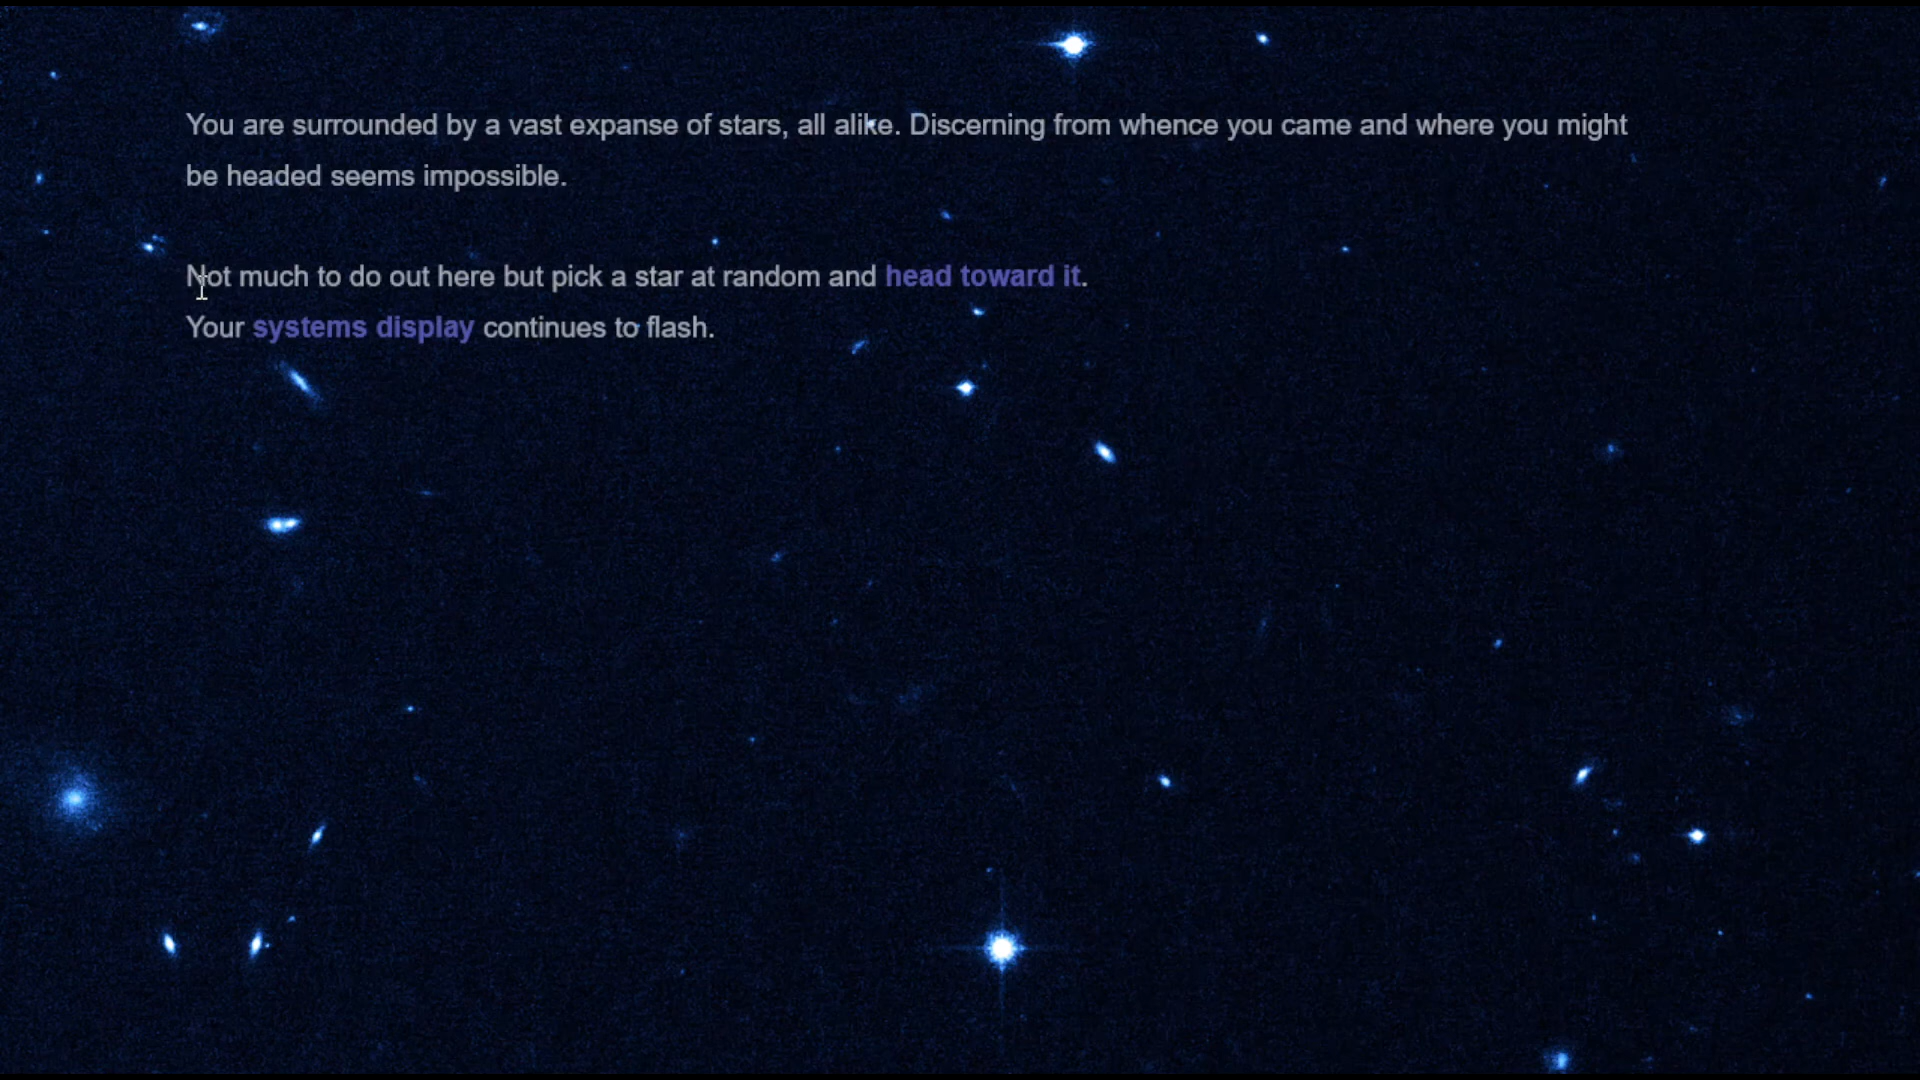 You are surrounded by a vast expanse of stars, all alike. Discerning from whence you came and where you might
be headed seems impossible.
Not much to do out here but pick a star at random and head toward it.
Your systems display continues to flash.